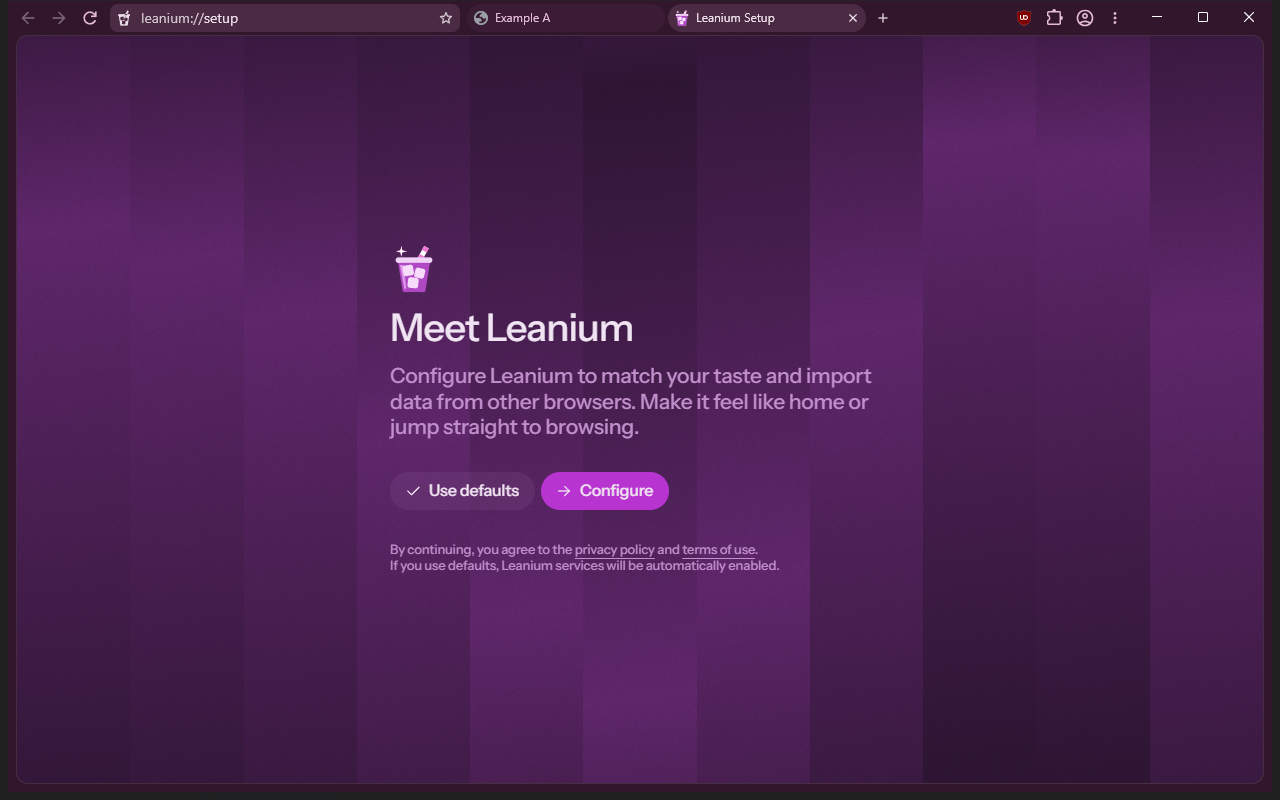 leanium://setup
Example A
Leanium Setup
Meet Leanium
Configure Leanium to match your taste and import
data from other browsers. Make it feel like home or
jump straight to browsing.
Use defaults
Configure
By continuing, you agree to the privacy policy and terms of use.
If you use defaults, Leanium services will be automatically enabled.